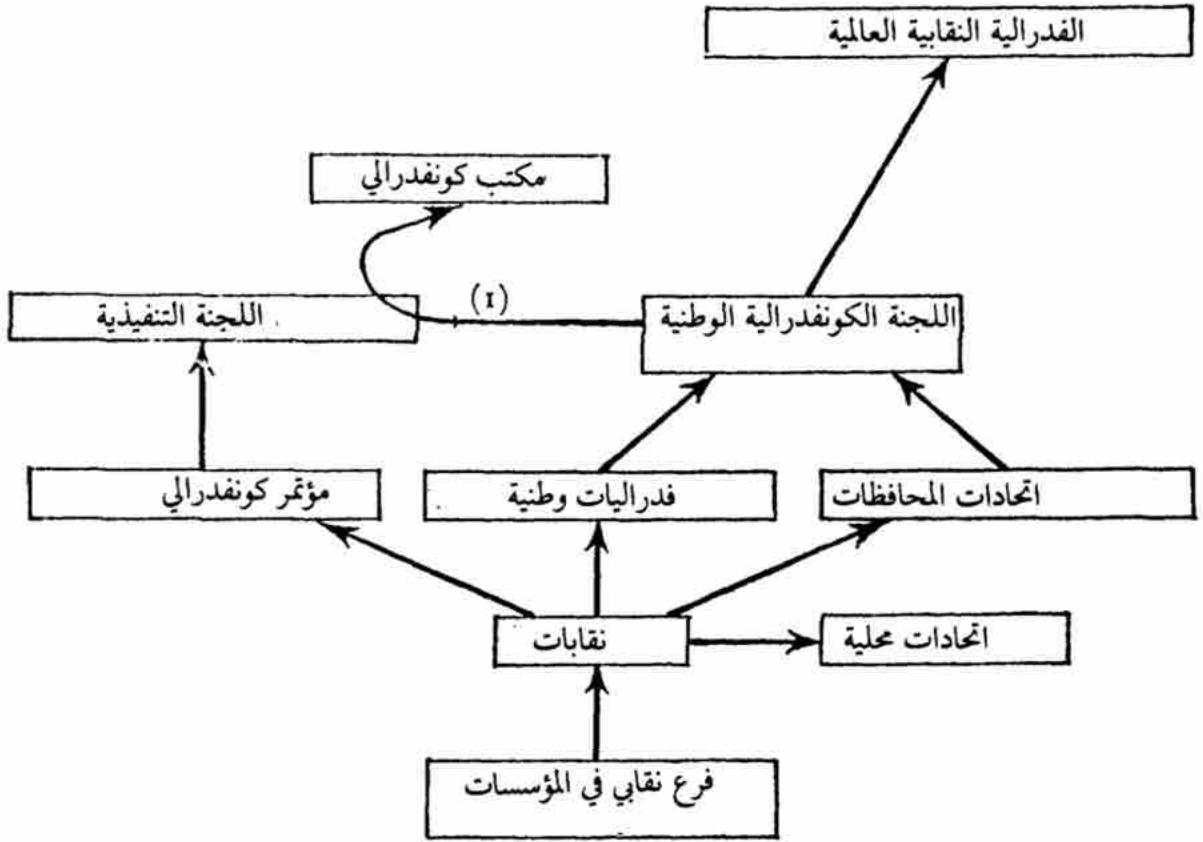 الفدرالية النقابية العالمية
مكتب كونفدرالي
اللجنة الكونفدرالية الوطنية
(1)
اللجنة التنفيذية
اتحادات المحافظات
فدراليات وطنية
مؤتمر كونفدرالي
نقابات
اتحادات محلية
فرع نقابي في المؤسسات